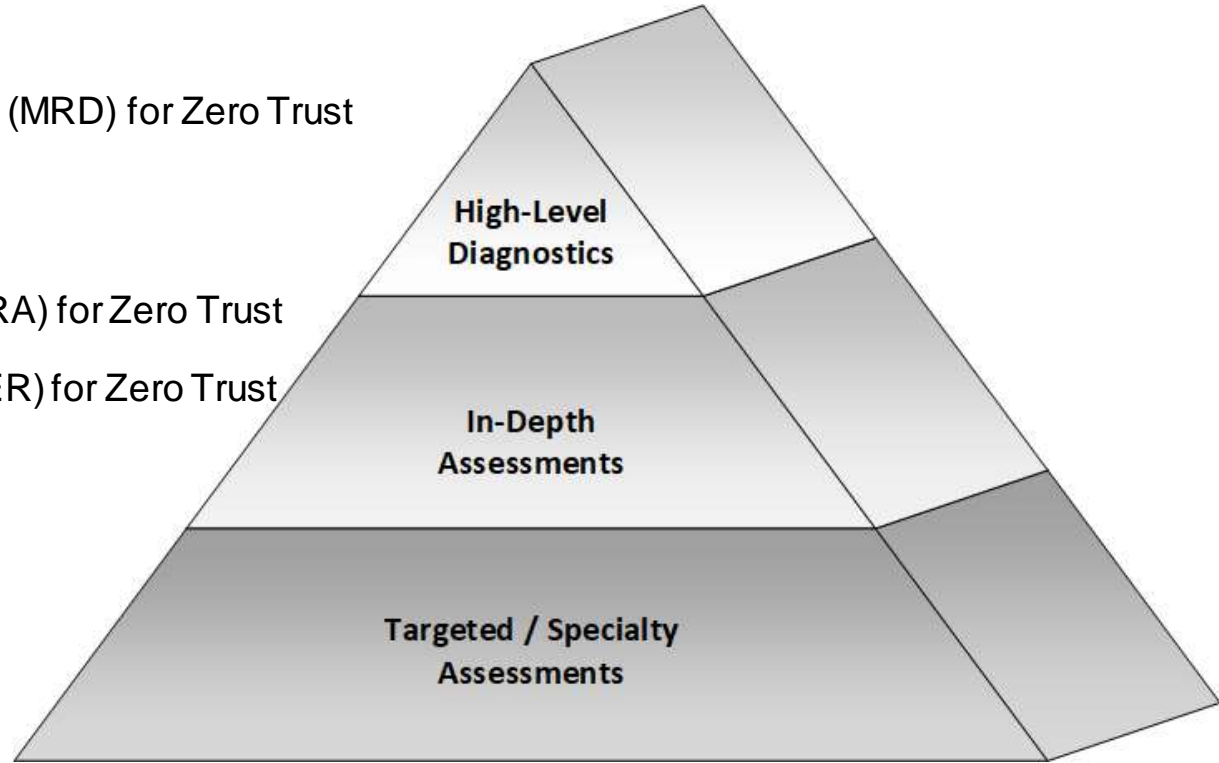 (MRD) for Zero Trust
High-Level
Diagnostics
RA) for Zero Trust
ER) for Zero Trust
In-Depth
Assessments
Targeted / Specialty
Assessments